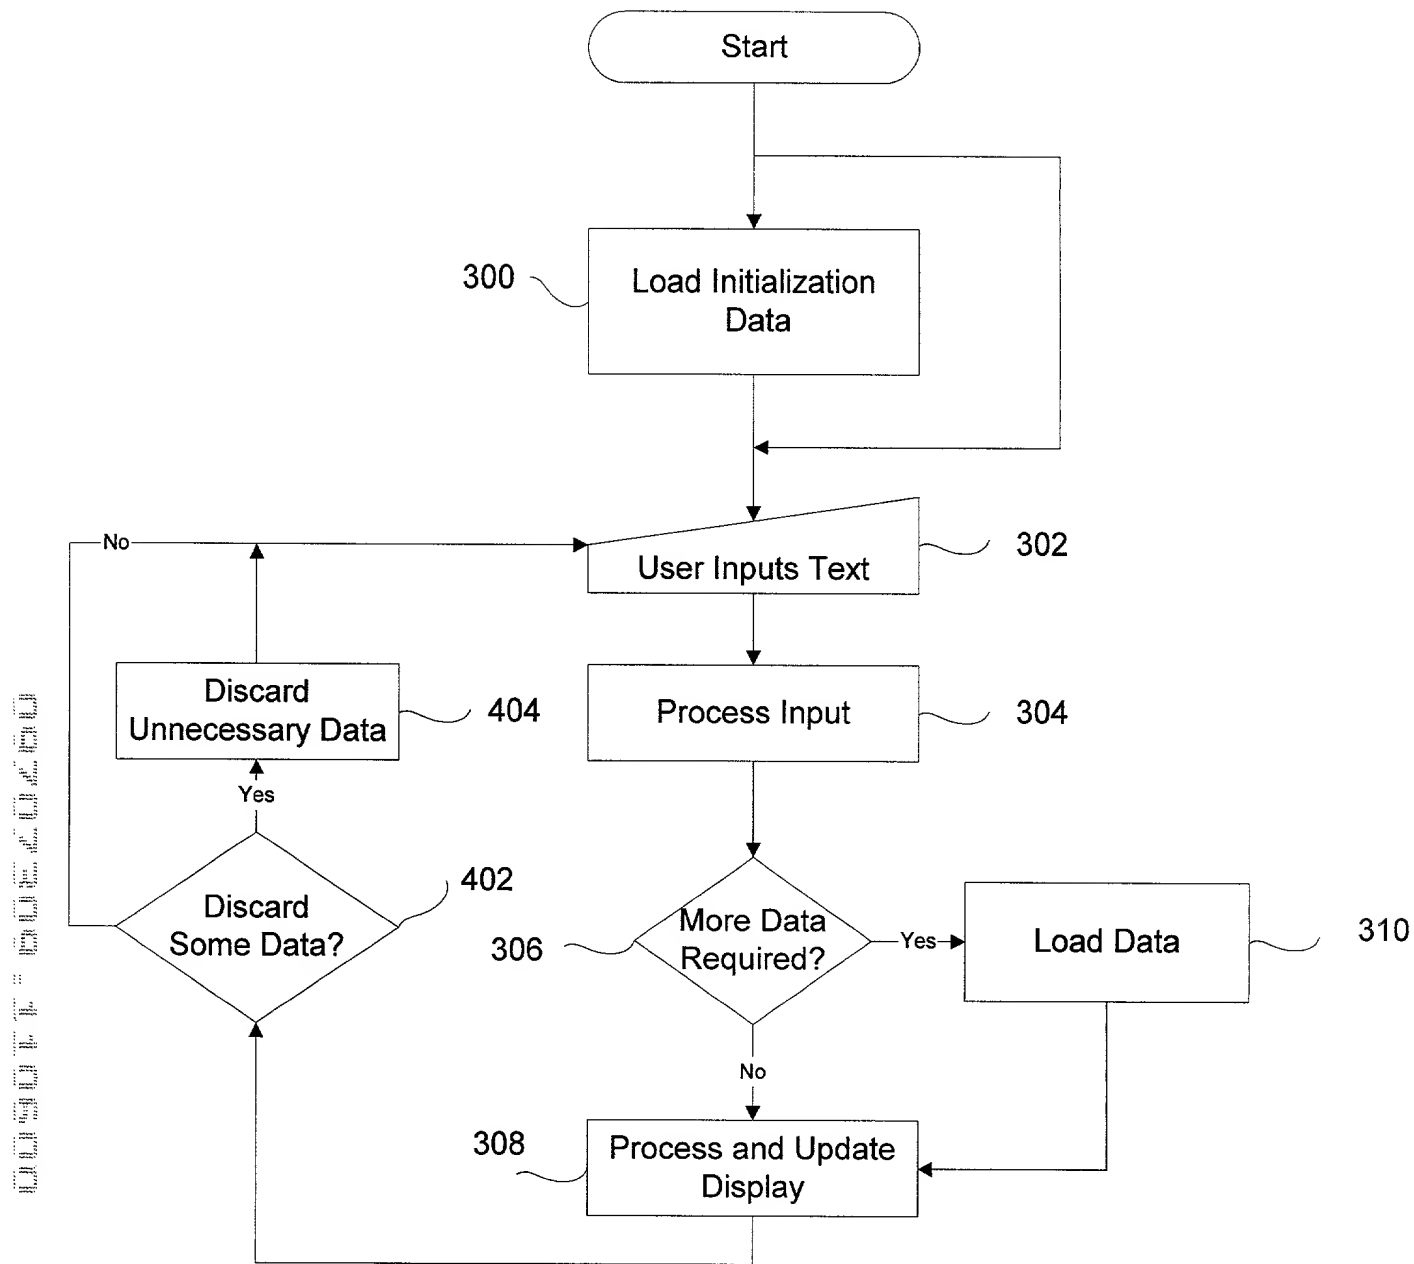 Start
300
Load Initialization
Data
No
302
User Inputs Text
Discard
Unnecessary Data
404
Process Input
304
Yes
402
Discard
Some Data?
More Data
Required?
306
Yes
Load Data
310
No
308
Process and Update
Display